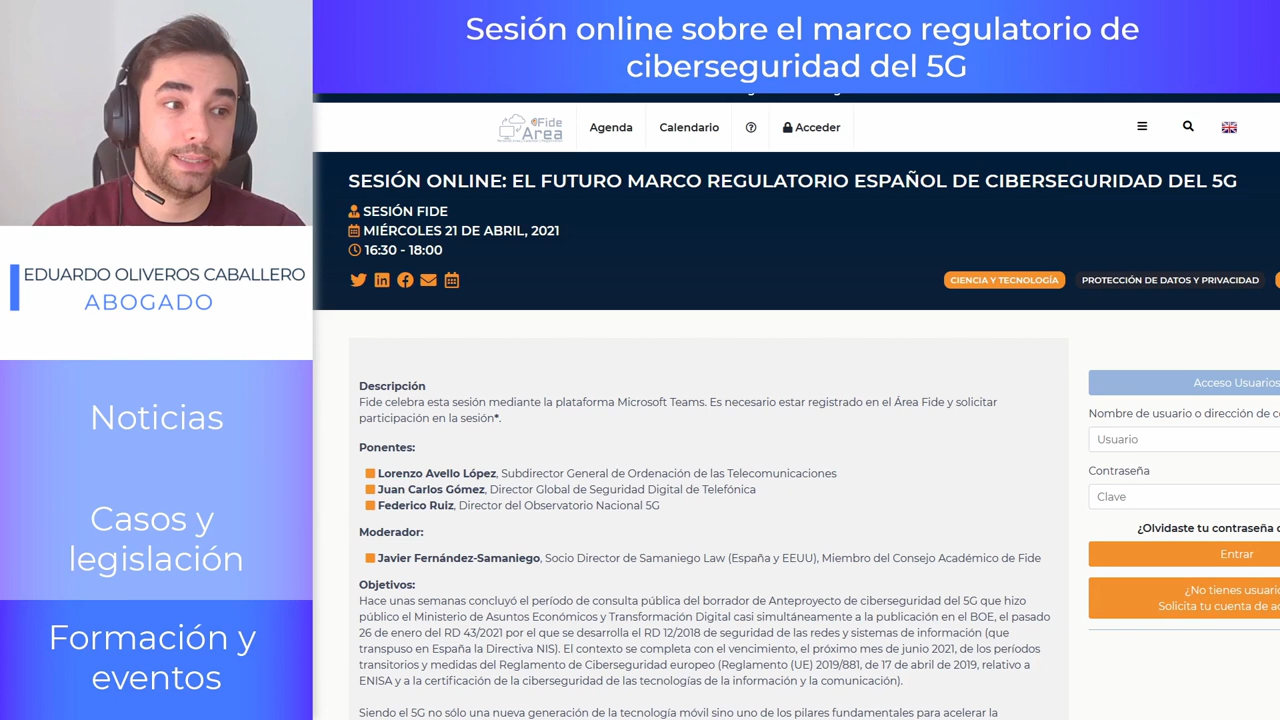 Sesión online sobre el marco regulatorio de
ciberseguridad del 5G
Fide
Área
Agenda
Calendario
Acceder
SESIÓN ONLINE: EL FUTURO MARCO REGULATORIO ESPAÑOL DE CIBERSEGURIDAD DEL 5G
SESIÓN FIDE
MIÉRCOLES 21 DE ABRIL, 2021
16:30 - 18:00
CIENCIA Y TECNOLOGÍA
PROTECCIÓN DE DATOS Y PRIVACIDAD
EDUARDO OLIVEROS CABALLERO
ABOGADO
Noticias
Casos y
legislación
Formación y
eventos
Descripción
Fide celebra esta sesión mediante la plataforma Microsoft Teams. Es necesario estar registrado en el Área Fide y solicitar
participación en la sesión*.
Ponentes:
Lorenzo Avello López, Subdirector General de Ordenación de las Telecomunicaciones
Juan Carlos Gómez, Director Global de Seguridad Digital de Telefónica
Federico Ruiz, Director del Observatorio Nacional 5G
Moderador:
Javier Fernández-Samaniego, Socio Director de Samaniego Law (España y EEUU), Miembro del Consejo Académico de Fide
Objetivos:
Hace unas semanas concluyó el período de consulta pública del borrador de Anteproyecto de ciberseguridad del 5G que hizo
público el Ministerio de Asuntos Económicos y Transformación Digital casi simultáneamente a la publicación en el BOE, el pasado
26 de enero del RD 43/2021 por el que se desarrolla el RD 12/2018 de seguridad de las redes y sistemas de información (que
transpuso en España la Directiva NIS). El contexto se completa con el vencimiento, el próximo mes de junio 2021, de los períodos
transitorios y medidas del Reglamento de Ciberseguridad europeo (Reglamento (UE) 2019/881, de 17 de abril de 2019, relativo a
ENISA y a la certificación de la ciberseguridad de las tecnologías de la información y la comunicación).
Siendo el 5G no sólo una nueva generación de la tecnología móvil sino uno de los pilares fundamentales para acelerar la
Acceso Usuarios
Nombre de usuario o dirección de
Usuario
Contraseña
Clave
¿Olvidaste tu contraseña
Entrar
¿No tienes
Solicita tu cuenta de